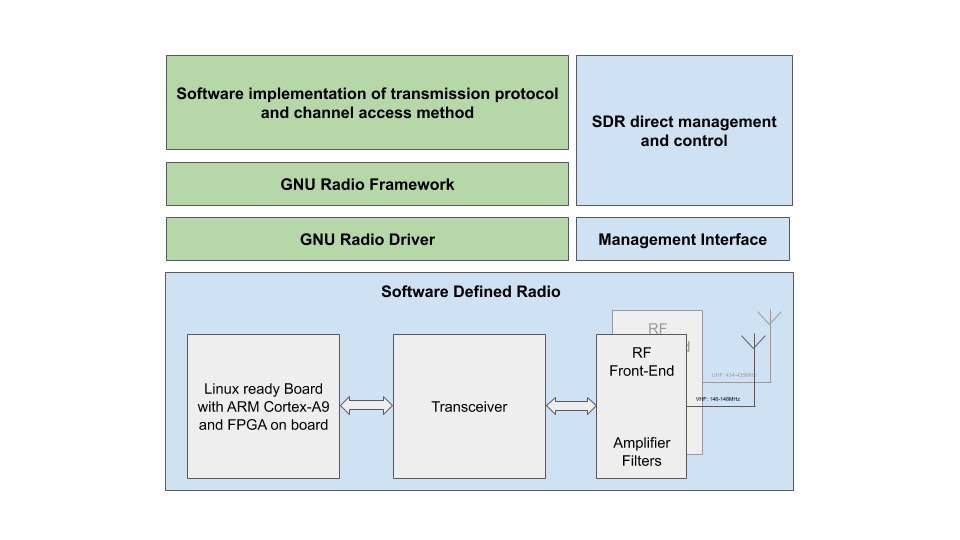 Software implementation of transmission protocol
and channel access method
SDR direct management
and control
GNU Radio Framework
GNU Radio Driver
Management Interface
Software Defined Radio
RF
Linux ready Board
with ARM Cortex-A9
and FPGA on board
Transceiver
RF
Front-End
Amplifier
Filters
UHF: 434-435MHz
VHF: 146-148MHz